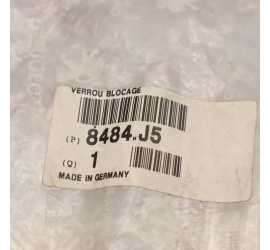 VERROU BLOCAGE
(P) 8484.J5
(Q) 1
MADE IN GERMANY